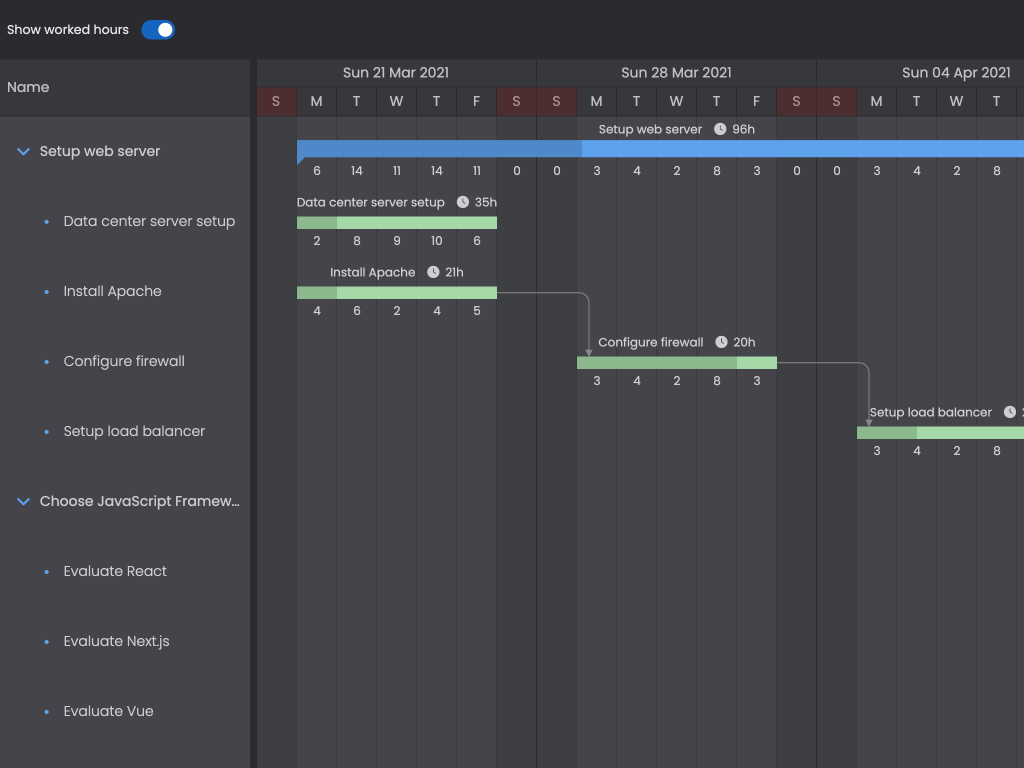 Show worked hours
Name
Sun 21 Mar 2021 Sun 28 Mar 2021 Sun 04 Apr 2021
S M T W T F S S M T W T F S S M T W T
Setup web server 96h
Setup web server
6 14 11 14 11 0 0 3 4 2 8 3 0 0 3 4 2 8
Data center server setup 35h
Data center server setup
2 8 9 10 6
Install Apache 21h
Install Apache
4 6 2 4 5
Configure firewall 20h
Configure firewall
3 4 2 8 3
Setup load balancer
Setup load balancer
3 4 2 8
Choose JavaScript Framew...
Evaluate React
Evaluate Next.js
Evaluate Vue